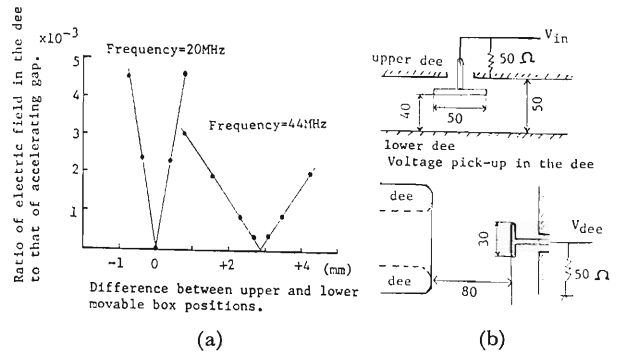 x10⁻³
Ratio of electric field in the dee
to that of accelerating gap.
Frequency=20MHz
Frequency=44MHz
5
4
3
2
1
-1 0 +2 +4 (mm)
Difference between upper and lower
movable box positions.
(a)
Vin
50 Ω
upper dee
40
50
50
lower dee
Voltage pick-up in the dee
dee
dee
30
80
Vdee
50 Ω
(b)